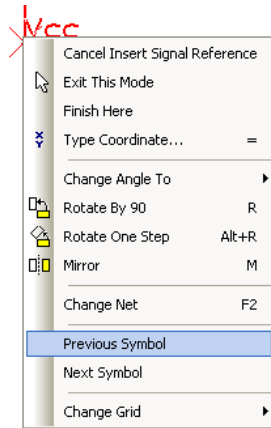 Vcc
Cancel Insert Signal Reference
Exit This Mode
Finish Here
Type Coordinate... =
Change Angle To
Rotate By 90 R
Rotate One Step Alt+R
Mirror M
Change Net F2
Previous Symbol
Next Symbol
Change Grid